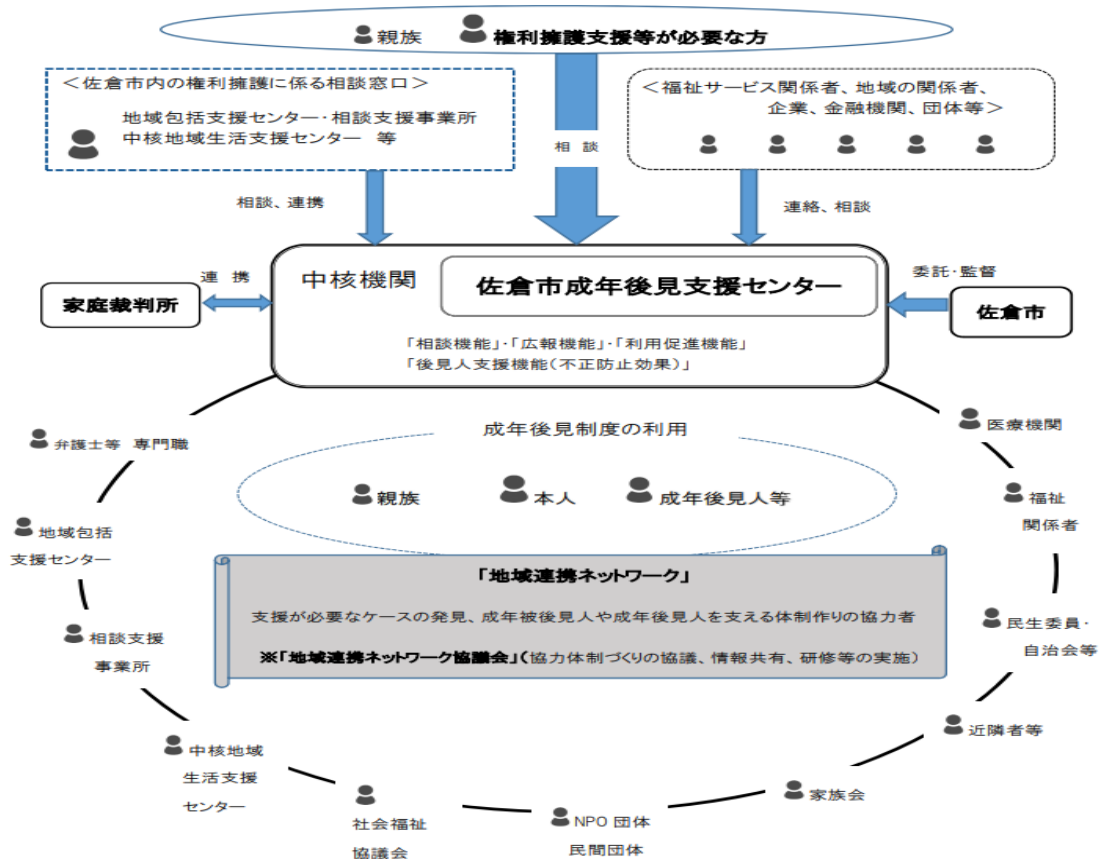 親族
権利擁護支援等が必要な方
＜佐倉市内の権利擁護に係る相談窓口＞
地域包括支援センター・相談支援事業所
中核地域生活支援センター 等
相 談
＜福祉サービス関係者、地域の関係者、
企業、金融機関、団体等＞
相談、連携
連絡、相談
中核機関
佐倉市成年後見支援センター
「相談機能」・「広報機能」・「利用促進機能」
「後見人支援機能(不正防止効果)」
連 携
家庭裁判所
委託・監督
佐倉市
成年後見制度の利用
親族
本人
成年後見人等
「地域連携ネットワーク」
支援が必要なケースの発見、成年被後見人や成年後見人を支える体制作りの協力者
※「地域連携ネットワーク協議会」(協力体制づくりの協議、情報共有、研修等の実施)
弁護士等 専門職
地域包括
支援センター
相談支援
事業所
中核地域
生活支援
センター
社会福祉
協議会
NPO 団体
民間団体
家族会
近隣者等
民生委員・
自治会等
福祉
関係者
医療機関